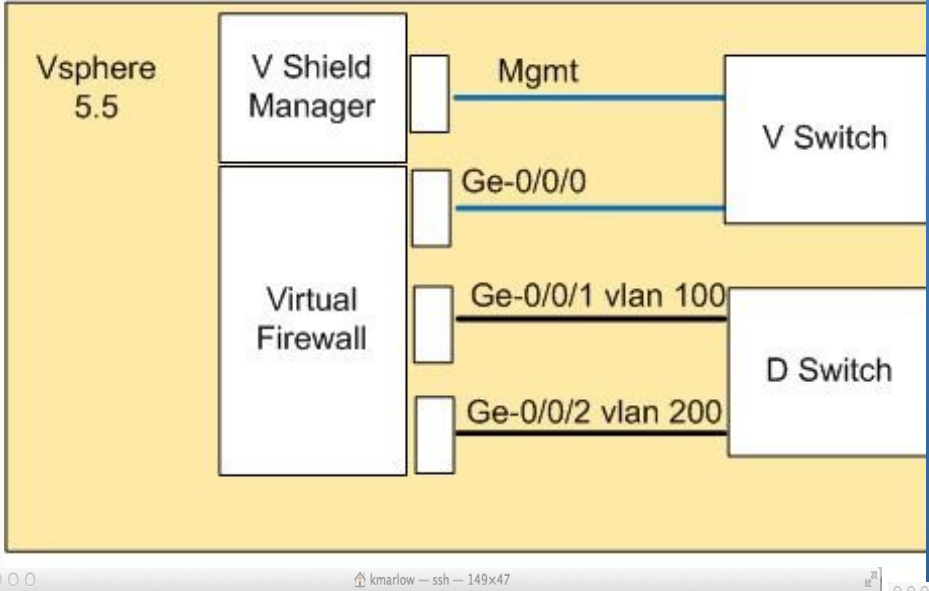 Vsphere
5.5
V Shield
Manager
Mgmt
V Switch
Ge-0/0/0
Virtual
Firewall
Ge-0/0/1 vlan 100
D Switch
Ge-0/0/2 vlan 200
kmarlow — ssh — 149×47